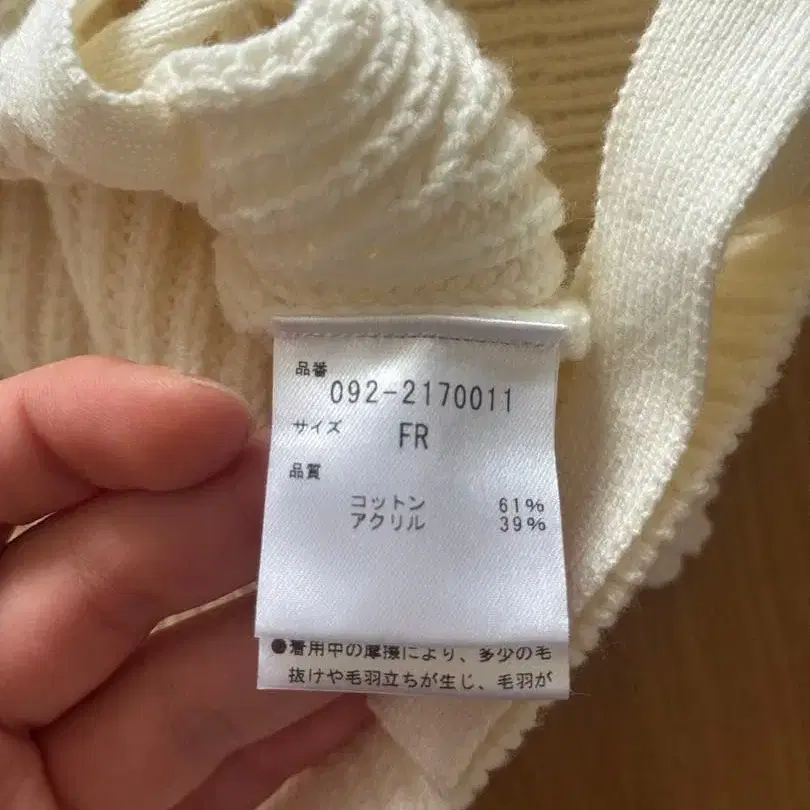 品番
092-2170011
サイズ FR
品質
コットン 61%
アクリル 39%
●着用中の摩擦により、多少の毛
抜けや毛羽立ちが生じ、毛羽が